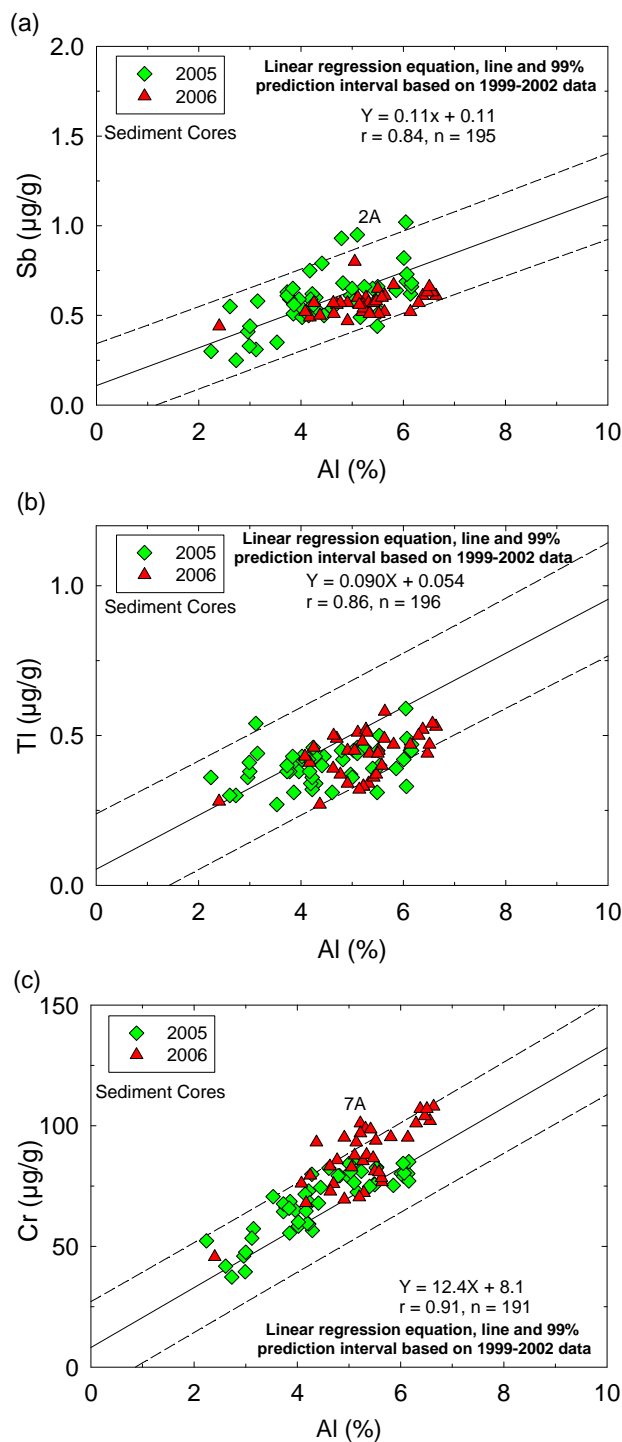 (a)
2.0
2005
2006
Sediment Cores
Linear regression equation, line and 99%
prediction interval based on 1999-2002 data
Y = 0.11x + 0.11
r = 0.84, n = 195
1.5
2A
1.0
0.5
0.0
Sb (µg/g)
0 2 4 6 8 10
Al (%)
(b)
2005
2006
Sediment Cores
Linear regression equation, line and 99%
prediction interval based on 1999-2002 data
Y = 0.090X + 0.054
r = 0.86, n = 196
1.0
0.5
0.0
Tl (µg/g)
0 2 4 6 8 10
Al (%)
(c)
150
2005
2006
Sediment Cores
7A
100
50
0
Cr (µg/g)
Y = 12.4X + 8.1
r = 0.91, n = 191
Linear regression equation, line and 99%
prediction interval based on 1999-2002 data
0 2 4 6 8 10
Al (%)